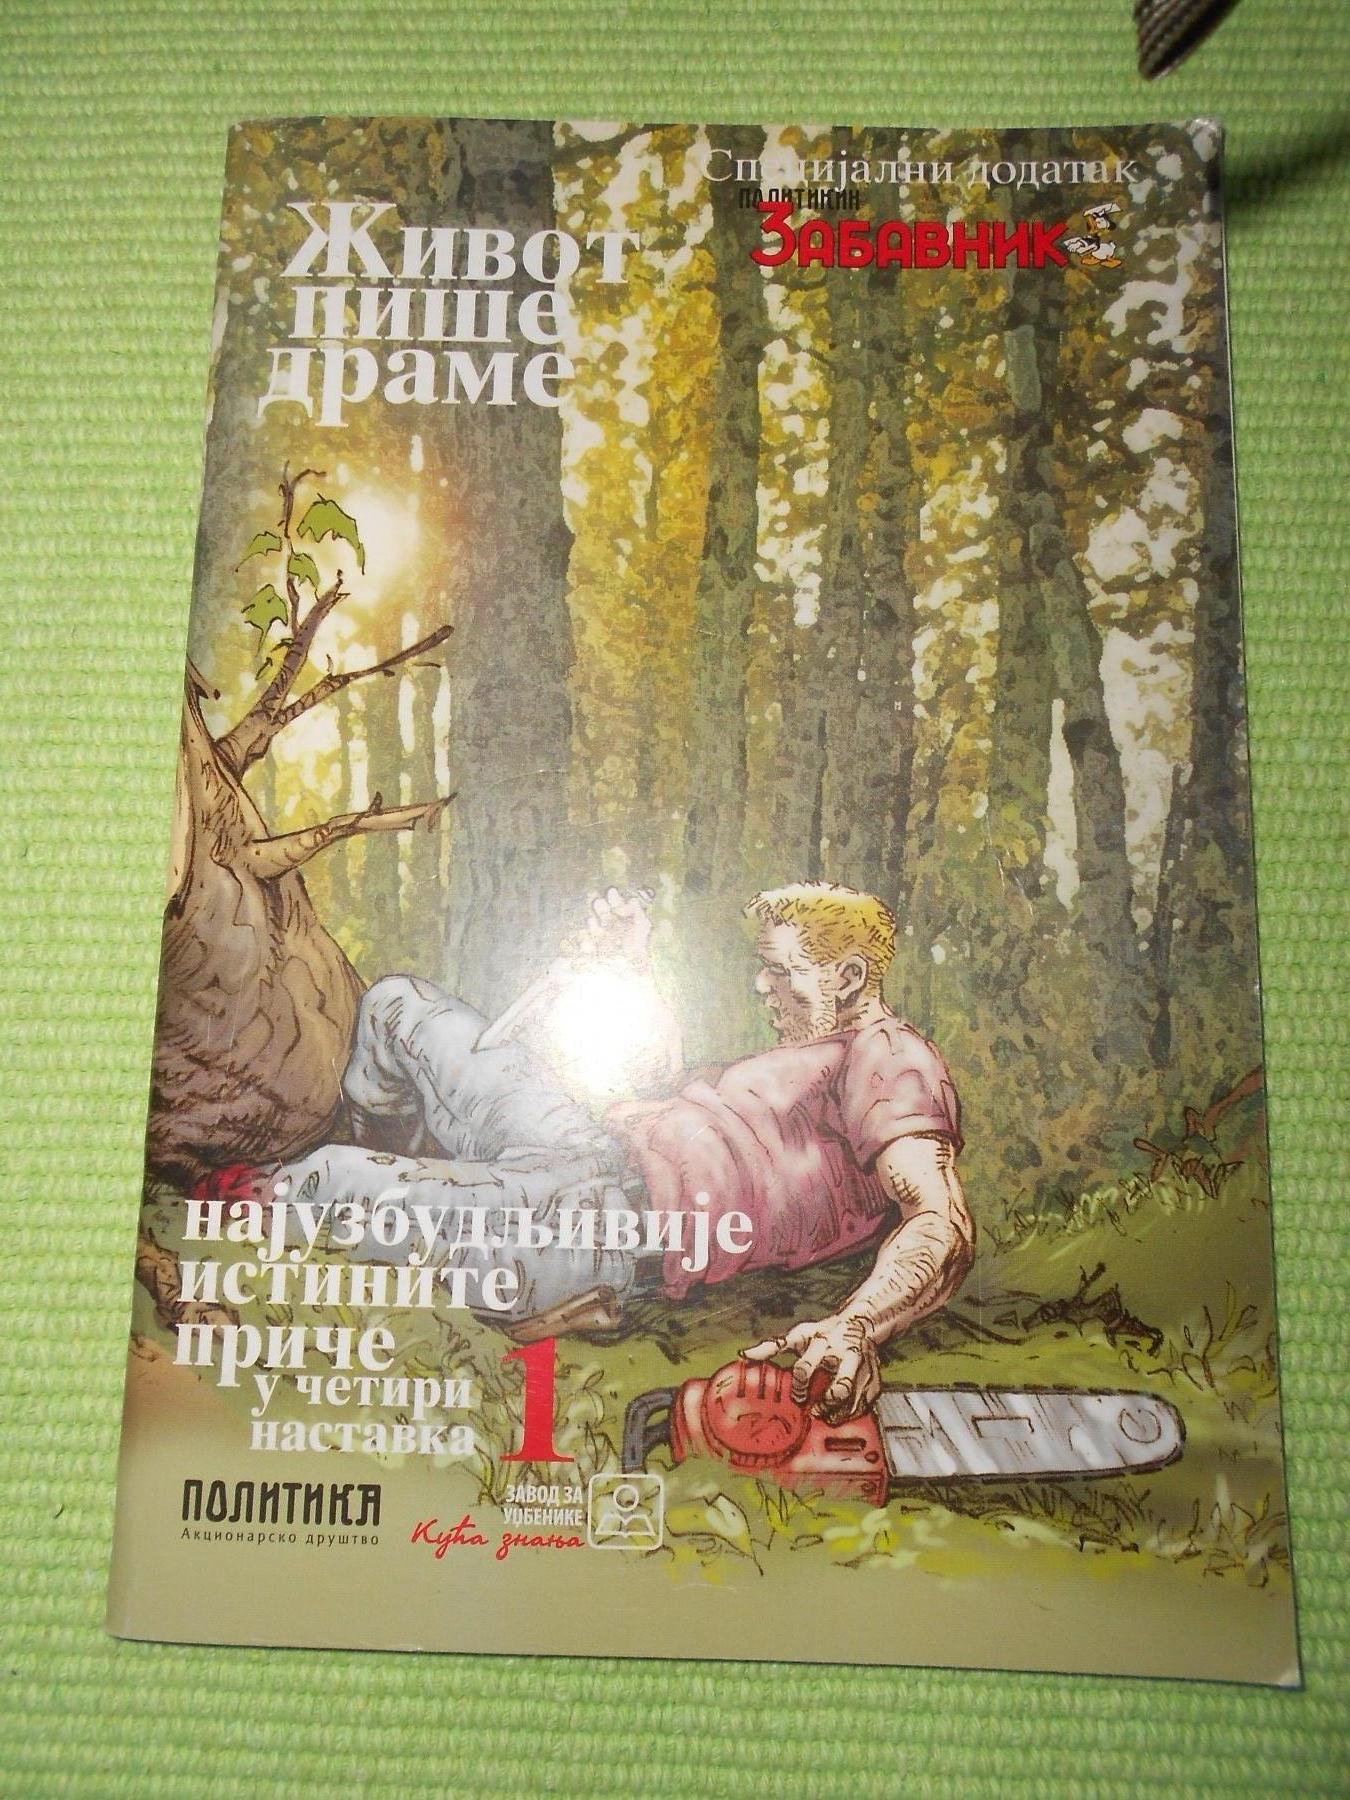 Специјални додатак
ПОЛИТИКИН
ЗАБАВНИК
Живот
пише
драме
најузбудљивије
истините
приче
у четири
наставка
1
ПОЛИТИКА
Акционарско друштво
ЗАВОД ЗА
УЏБЕНИКЕ
Кућа знања